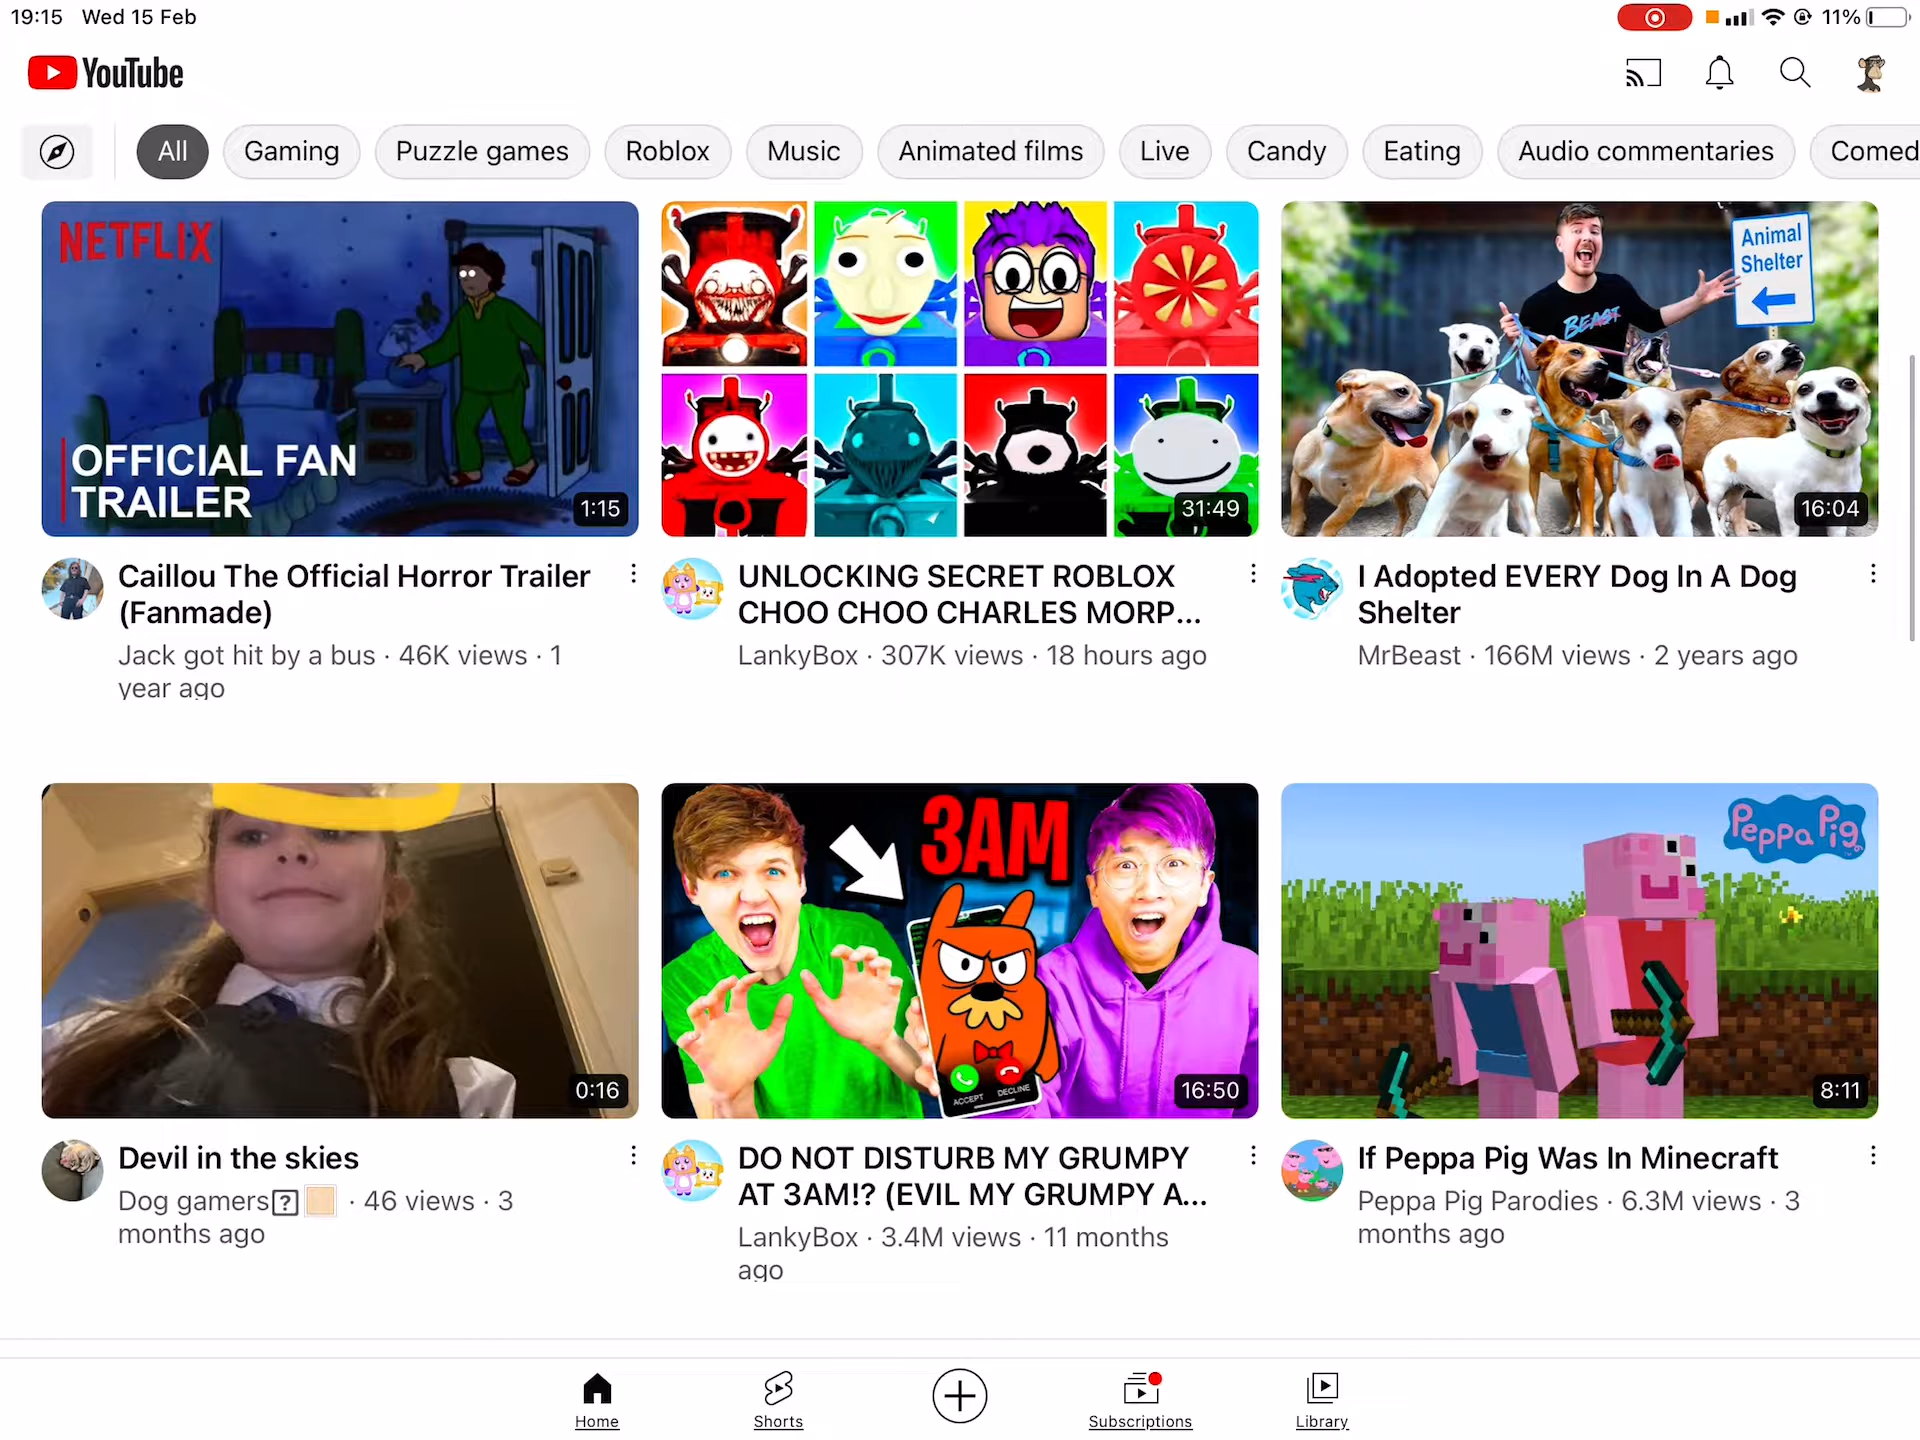 19:15 Wed 15 Feb
11%
YouTube
All Gaming Puzzle games Roblox Music Animated films Live Candy Eating Audio commentaries Comed
NETFLIX
OFFICIAL FAN
TRAILER
1:15
Caillou The Official Horror Trailer
(Fanmade)
Jack got hit by a bus · 46K views · 1
year ago
31:49
UNLOCKING SECRET ROBLOX
CHOO CHOO CHARLES MORP...
LankyBox · 307K views · 18 hours ago
Animal
Shelter
BEAST
16:04
I Adopted EVERY Dog In A Dog
Shelter
MrBeast · 166M views · 2 years ago
0:16
Devil in the skies
Dog gamers · 46 views · 3
months ago
3AM
ACCEPT DECLINE
16:50
DO NOT DISTURB MY GRUMPY
AT 3AM!? (EVIL MY GRUMPY A...
LankyBox · 3.4M views · 11 months
ago
Peppa Pig
8:11
If Peppa Pig Was In Minecraft
Peppa Pig Parodies · 6.3M views · 3
months ago
Home Shorts Subscriptions Library